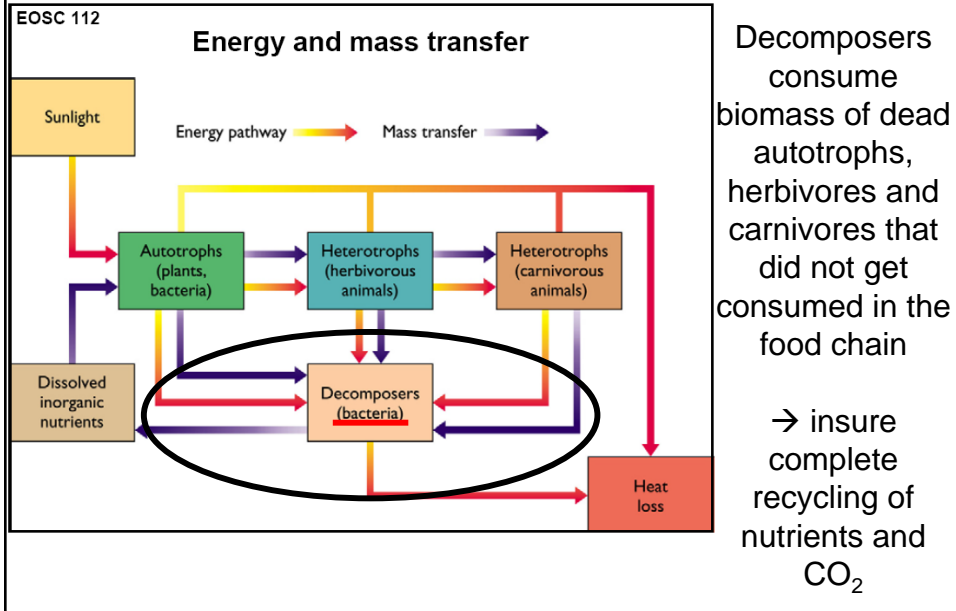 EOSC 112
Energy and mass transfer
Sunlight
Energy pathway
Mass transfer
Autotrophs
(plants,
bacteria)
Heterotrophs
(herbivorous
animals)
Heterotrophs
(carnivorous
animals)
Dissolved
inorganic
nutrients
Decomposers
(bacteria)
Heat
loss
Decomposers
consume
biomass of dead
autotrophs,
herbivores and
carnivores that
did not get
consumed in the
food chain
→ insure
complete
recycling of
nutrients and
CO₂